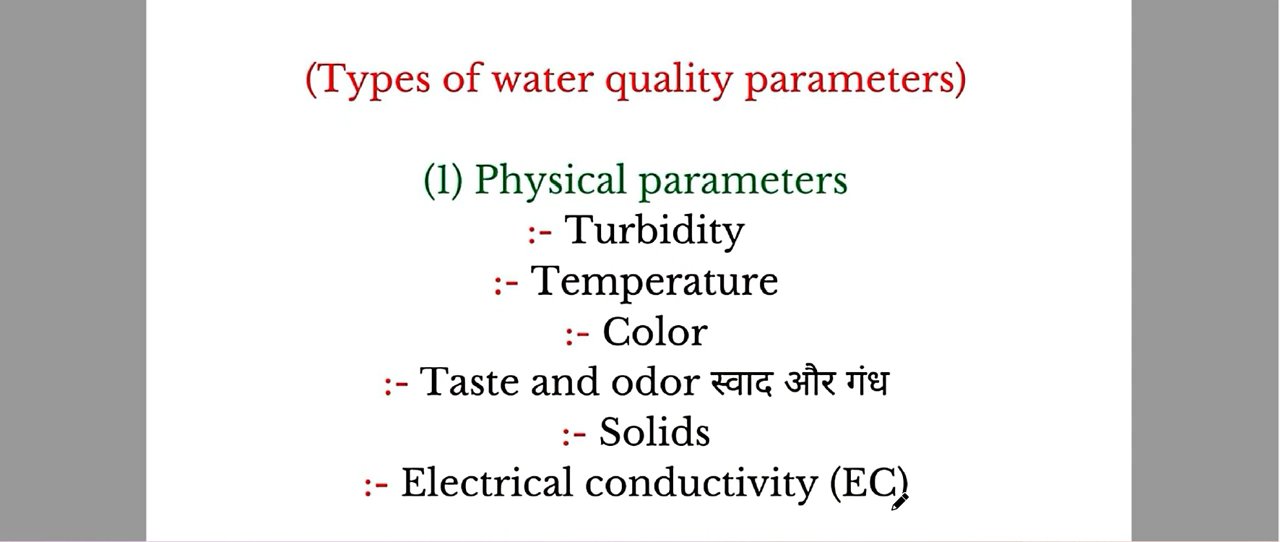 (Types of water quality parameters)
(1) Physical parameters
:- Turbidity
:- Temperature
:- Color
:- Taste and odor स्वाद और गंध
:- Solids
:- Electrical conductivity (EC)